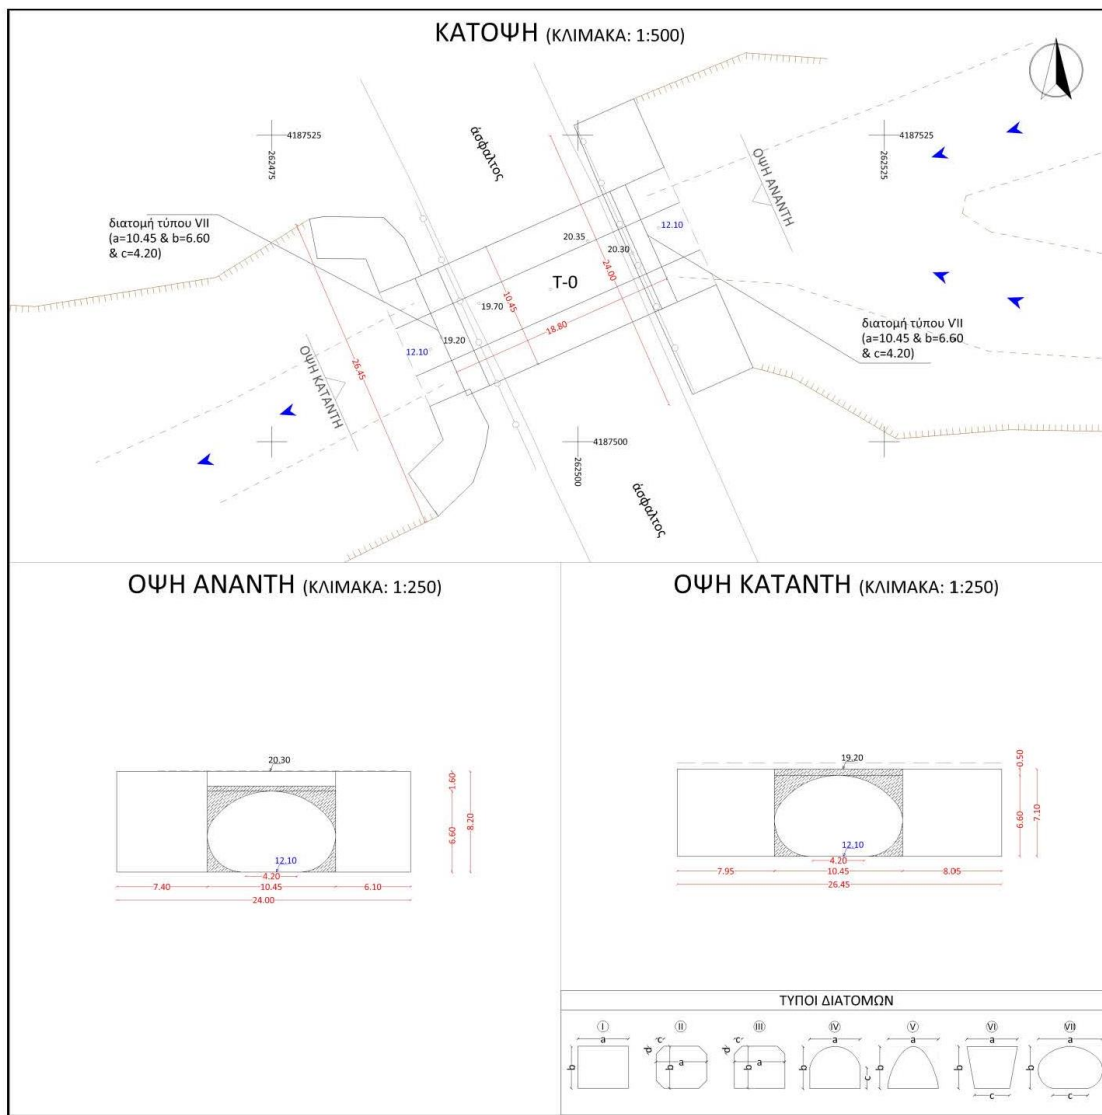 ΚΑΤΟΨΗ (ΚΛΙΜΑΚΑ: 1:500)
4187525
262475
άσφαλτος
4187525
262525
ΟΨΗ ΑΝΑΝΤΗ
διατομή τύπου VII
(a=10.45 & b=6.60
& c=4.20)
12.10
20.35
20.30
24.00
T-0
10.45
19.70
18.80
19.20
12.10
26.45
ΟΨΗ ΚΑΤΑΝΤΗ
διατομή τύπου VII
(a=10.45 & b=6.60
& c=4.20)
4187500
262500
άσφαλτος
ΟΨΗ ΑΝΑΝΤΗ (ΚΛΙΜΑΚΑ: 1:250)
20,30
1.60
6.60
8.20
12,10
4.20
7.40
10.45
6.10
24.00
ΟΨΗ ΚΑΤΑΝΤΗ (ΚΛΙΜΑΚΑ: 1:250)
19,20
0.50
6.60
7.10
12,10
4.20
7.95
10.45
8.05
26.45
ΤΥΠΟΙ ΔΙΑΤΟΜΩΝ
I II III IV V VI VII
a c c a a a a
b b a b a b b b b
b b c
c c